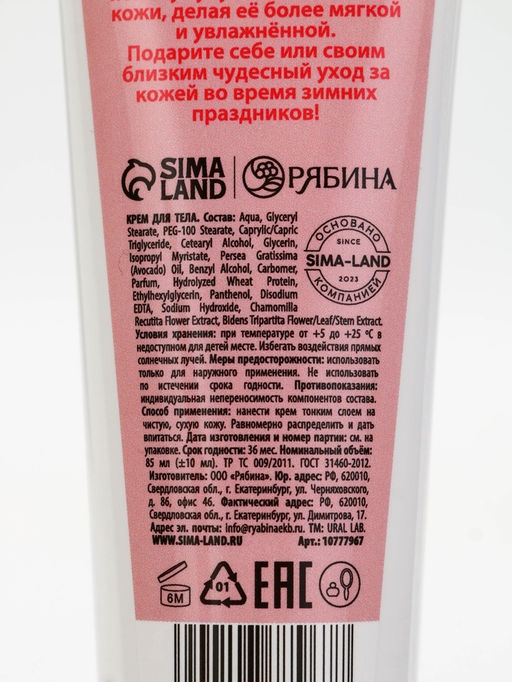 кожи, делая её более мягкой
и увлажнённой.
Подарите себе или своим
близким чудесный уход за
кожей во время зимних
праздников!
SIMA LAND
РЯБИНА
КРЕМ ДЛЯ ТЕЛА. Состав: Aqua, Glyceryl
Stearate, PEG-100 Stearate, Caprylic/Capric
Triglyceride, Cetearyl Alcohol, Glycerin,
Isopropyl Myristate, Persea Gratissima
(Avocado) Oil, Benzyl Alcohol, Carbomer,
Parfum, Hydrolyzed Wheat Protein,
Ethylhexylglycerin, Panthenol, Disodium
EDTA, Sodium Hydroxide, Chamomilla
Recutita Flower Extract, Bidens Tripartita Flower/Leaf/Stem Extract.
ОСНОВАНО
SINCE
SIMA-LAND
2023
КОМПАНИЕЙ
Условия хранения: при температуре от +5 до +25 °С в
недоступном для детей месте. Избегать воздействия прямых
солнечных лучей. Меры предосторожности: использовать
только для наружного применения. Не использовать
по истечении срока годности. Противопоказания:
индивидуальная непереносимость компонентов состава.
Способ применения: нанести крем тонким слоем на
чистую, сухую кожу. Равномерно распределить и дать
впитаться. Дата изготовления и номер партии: см. на
упаковке. Срок годности: 36 мес. Номинальный объём:
85 мл (±10 мл). ТР ТС 009/2011. ГОСТ 31460-2012.
Изготовитель: ООО «Рябина». Юр. адрес: РФ, 620010,
Свердловская обл., г. Екатеринбург, ул. Черняховского,
д. 86, офис 46. Фактический адрес: РФ, 620010,
Свердловская обл., г. Екатеринбург, ул. Димитрова, 17.
Адрес эл. почты: info@ryabinaekb.ru. ТМ: URAL LAB.
WWW.SIMA-LAND.RU
Арт.: 10777967
6M
01
EAC